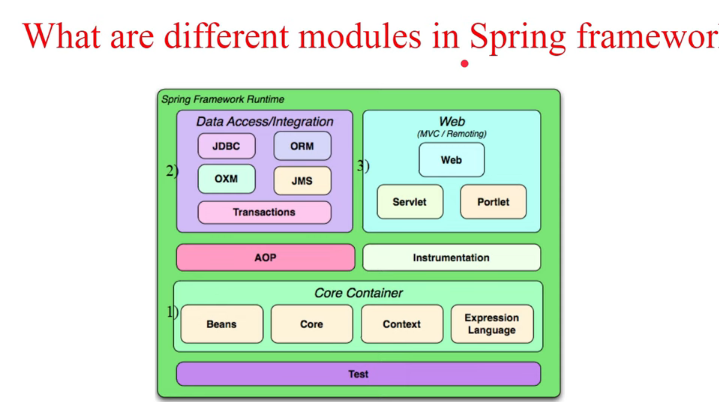 What are different modules in Spring framewor
Spring Framework Runtime
Data Access/Integration
JDBC
ORM
2)
OXM
JMS
Transactions
Web
(MVC / Remoting)
3)
Web
Servlet
Portlet
AOP
Instrumentation
Core Container
1)
Beans
Core
Context
Expression
Language
Test